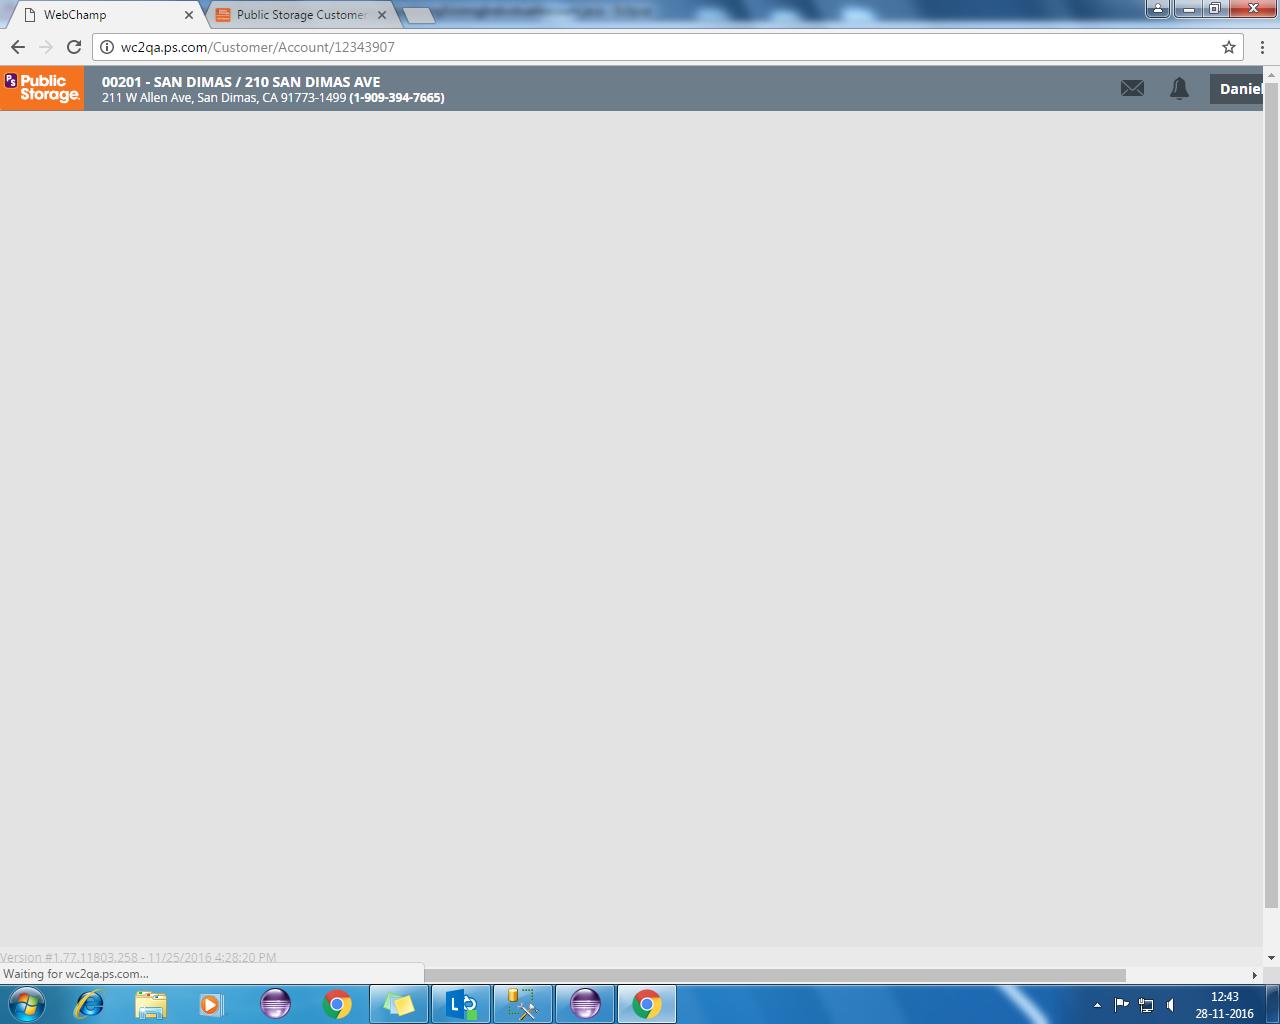 WebChamp
Public Storage Customer
wc2qa.ps.com/Customer/Account/12343907
PS Public Storage
00201 - SAN DIMAS / 210 SAN DIMAS AVE
211 W Allen Ave, San Dimas, CA 91773-1499 (1-909-394-7665)
Daniel
Version #1.77.11803.258 - 11/25/2016 4:28:20 PM
Waiting for wc2qa.ps.com...
12:43
28-11-2016